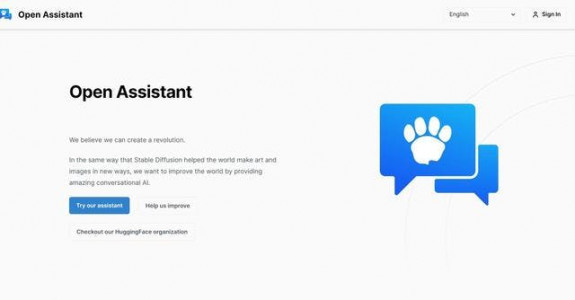 Open Assistant
English
Sign In
Open Assistant
We believe we can create a revolution.
In the same way that Stable Diffusion helped the world make art and
images in new ways, we want to improve the world by providing
amazing conversational AI.
Try our assistant
Help us improve
Checkout our HuggingFace organization